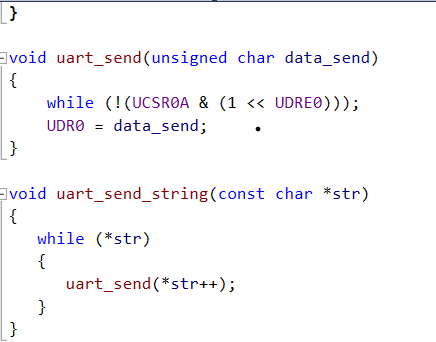 }
void uart_send(unsigned char data_send)
{
while (!(UCSR0A & (1 << UDRE0)));
UDR0 = data_send;
}
void uart_send_string(const char *str)
{
while (*str)
{
uart_send(*str++);
}
}